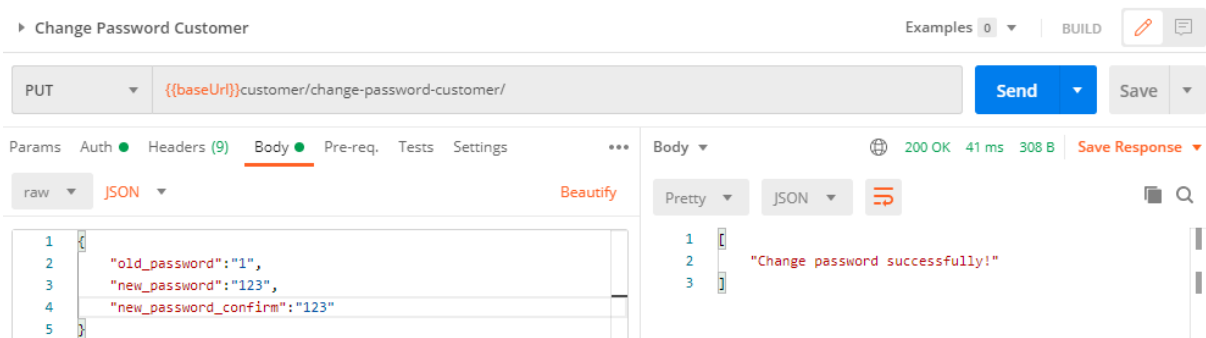 Change Password Customer
Examples 0 BUILD
PUT {{baseUrl}}customer/change-password-customer/ Send Save
Params Auth Headers (9) Body Pre-req. Tests Settings ••• Body 200 OK 41 ms 308 B Save Response
raw JSON Beautify
Pretty JSON
1 {
2 "old_password":"1",
3 "new_password":"123",
4 "new_password_confirm":"123"
5 }
1 [
2 "Change password successfully!"
3 ]